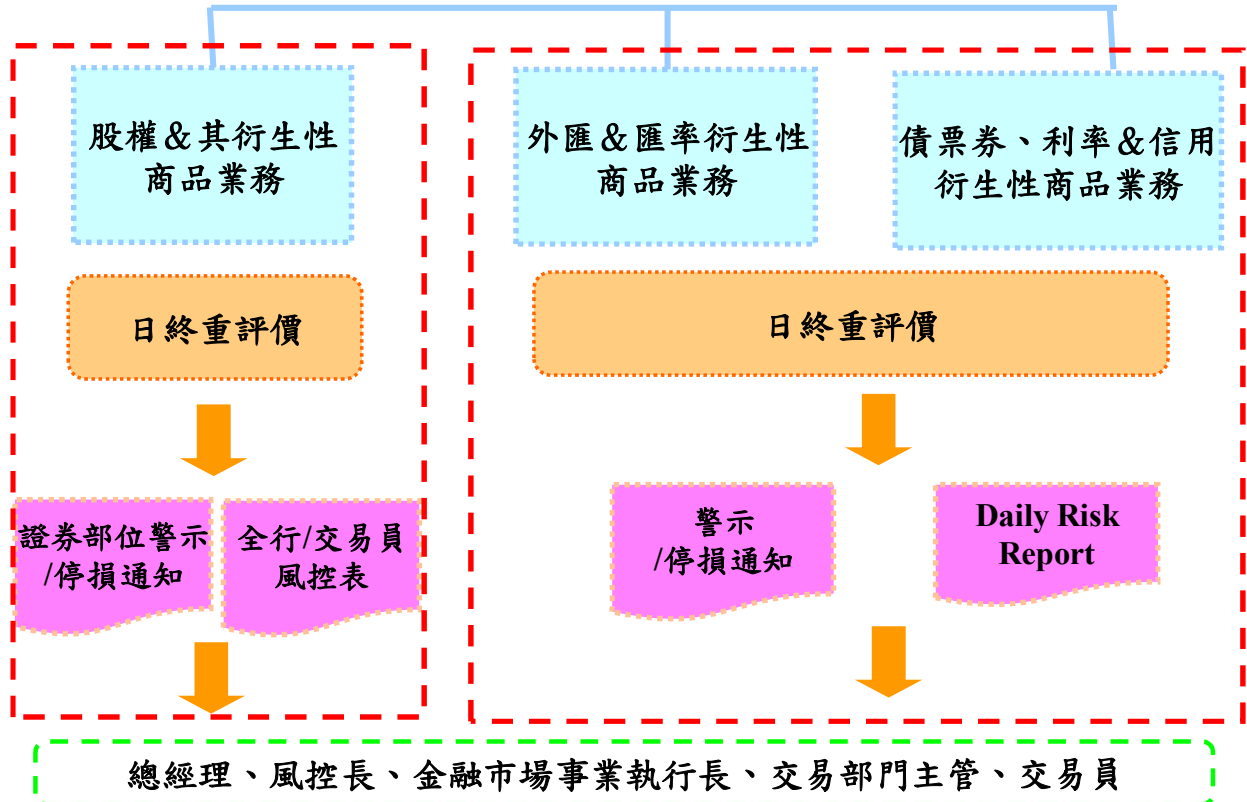 股權＆其衍生性
商品業務
外匯＆匯率衍生性
商品業務
債票券、利率＆信用
衍生性商品業務
日終重評價
日終重評價
證券部位警示
/停損通知
全行/交易員
風控表
警示
/停損通知
Daily Risk
Report
總經理、風控長、金融市場事業執行長、交易部門主管、交易員